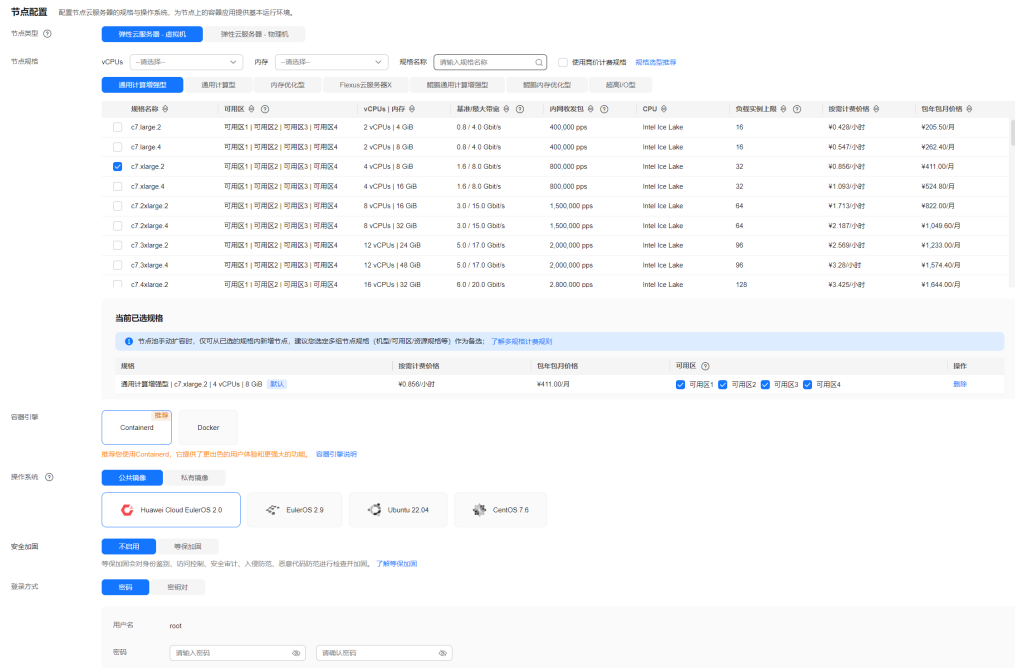 节点配置 配置节点云服务器的规格与操作系统，为节点上的容器应用提供基本运行环境。
节点类型 弹性云服务器 - 虚拟机 弹性云服务器 - 物理机
节点规格 vCPUs --请选择-- 内存 --请选择-- 规格名称 请输入规格名称 使用竞价计费规格 规格选型推荐
通用计算增强型 通用计算型 内存优化型 Flexus云服务器X 鲲鹏通用计算增强型 鲲鹏内存优化型 超高I/O型
规格名称 可用区 vCPUs | 内存 基准/最大带宽 内网收发包 CPU 负载实例上限 按需计费价格 包年包月价格
c7.large.2 可用区1 | 可用区2 | 可用区3 | 可用区4 2 vCPUs | 4 GiB 0.8 / 4.0 Gbit/s 400,000 pps Intel Ice Lake 16 ¥0.428/小时 ¥205.50/月
c7.large.4 可用区1 | 可用区2 | 可用区3 | 可用区4 2 vCPUs | 8 GiB 0.8 / 4.0 Gbit/s 400,000 pps Intel Ice Lake 16 ¥0.547/小时 ¥262.40/月
c7.xlarge.2 可用区1 | 可用区2 | 可用区3 | 可用区4 4 vCPUs | 8 GiB 1.6 / 8.0 Gbit/s 800,000 pps Intel Ice Lake 32 ¥0.856/小时 ¥411.00/月
c7.xlarge.4 可用区1 | 可用区2 | 可用区3 | 可用区4 4 vCPUs | 16 GiB 1.6 / 8.0 Gbit/s 800,000 pps Intel Ice Lake 32 ¥1.093/小时 ¥524.80/月
c7.2xlarge.2 可用区1 | 可用区2 | 可用区3 | 可用区4 8 vCPUs | 16 GiB 3.0 / 15.0 Gbit/s 1,500,000 pps Intel Ice Lake 64 ¥1.713/小时 ¥822.00/月
c7.2xlarge.4 可用区1 | 可用区2 | 可用区3 | 可用区4 8 vCPUs | 32 GiB 3.0 / 15.0 Gbit/s 1,500,000 pps Intel Ice Lake 64 ¥2.187/小时 ¥1,049.60/月
c7.3xlarge.2 可用区1 | 可用区2 | 可用区3 | 可用区4 12 vCPUs | 24 GiB 5.0 / 17.0 Gbit/s 2,000,000 pps Intel Ice Lake 96 ¥2.569/小时 ¥1,233.00/月
c7.3xlarge.4 可用区1 | 可用区2 | 可用区3 | 可用区4 12 vCPUs | 48 GiB 5.0 / 17.0 Gbit/s 2,000,000 pps Intel Ice Lake 96 ¥3.28/小时 ¥1,574.40/月
c7.4xlarge.2 可用区1 | 可用区2 | 可用区3 | 可用区4 16 vCPUs | 32 GiB 6.0 / 20.0 Gbit/s 2,800,000 pps Intel Ice Lake 128 ¥3.425/小时 ¥1,644.00/月
当前已选规格
节点池手动扩容时，仅可从已选的规格内新增节点，建议您选定多组节点规格（机型/可用区/资源规格等）作为备选； 了解多规格计费规则
规格 按需计费价格 包年包月价格 可用区 操作
通用计算增强型 | c7.xlarge.2 | 4 vCPUs | 8 GiB 默认 ¥0.856/小时 ¥411.00/月 可用区1 可用区2 可用区3 可用区4 删除
容器引擎 Containerd 推荐 Docker
推荐您使用Containerd，它提供了更出色的用户体验和更强大的功能。 容器引擎说明
操作系统 公共镜像 私有镜像
Huawei Cloud EulerOS 2.0 EulerOS 2.9 Ubuntu 22.04 CentOS 7.6
安全加固 不启用 等保加固
等保加固会对身份鉴别、访问控制、安全审计、入侵防范、恶意代码防范进行检查并加固。 了解等保加固
登录方式 密码 密钥对
用户名 root
密码 请输入密码 请确认密码